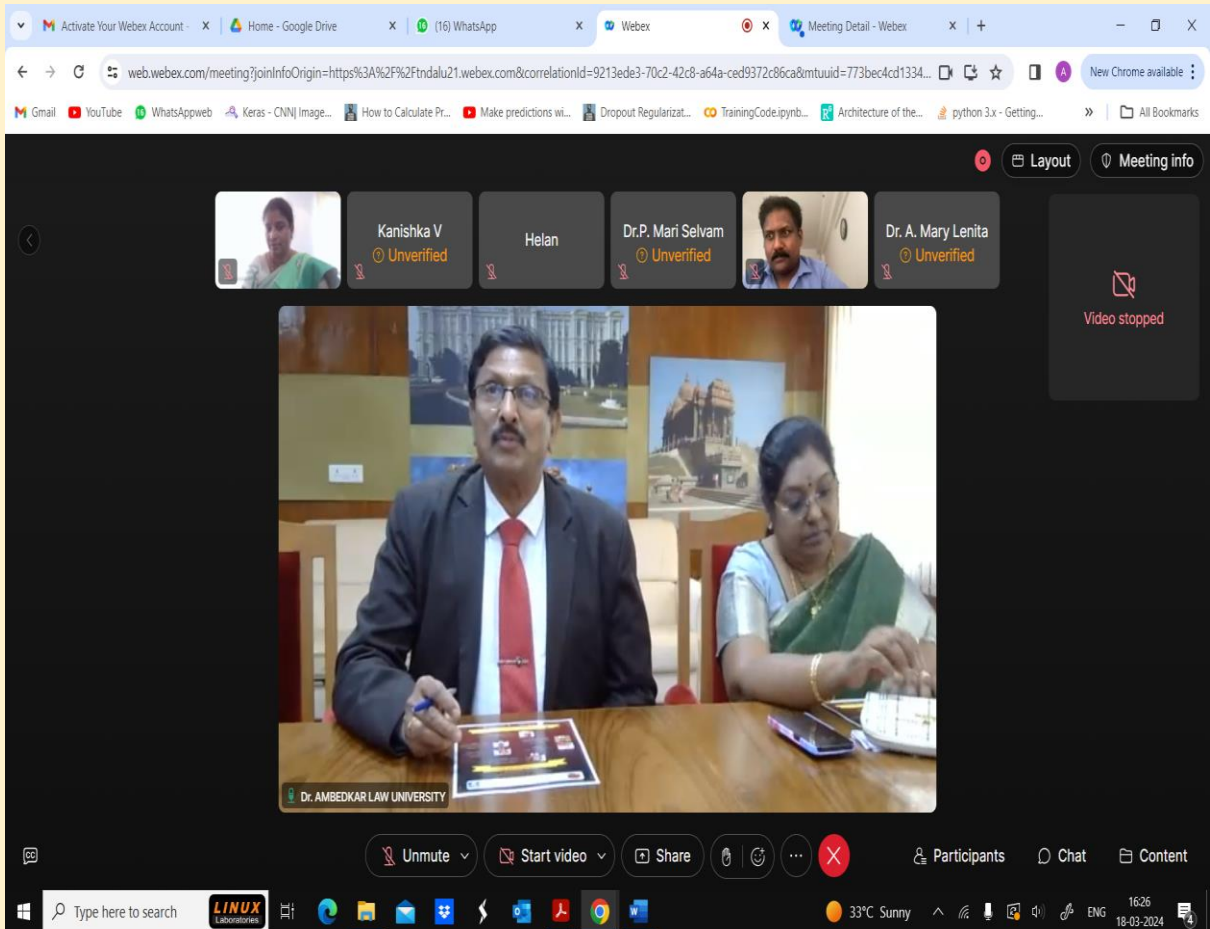 Activate Your Webex Account -
Home - Google Drive
(16) WhatsApp
Webex
Meeting Detail - Webex
web.webex.com/meeting?joinInfoOrigin=https%3A%2F%2Ftndalu21.webex.com&correlationId=9213ede3-70c2-42c8-a64a-ced9372c86ca&mtuuid=773bec4cd1334...
A
New Chrome available
Gmail
YouTube
WhatsAppweb
Keras - CNN| Image...
How to Calculate Pr...
Make predictions wi...
Dropout Regularizat...
TrainingCode.ipynb...
Architecture of the...
python 3.x - Getting...
»
All Bookmarks
Layout
Meeting info
Kanishka V
Unverified
Helan
Dr.P. Mari Selvam
Unverified
Dr. A. Mary Lenita
Unverified
Video stopped
Dr. AMBEDKAR LAW UNIVERSITY
CC
Unmute
Start video
Share
Participants
Chat
Content
Type here to search
LINUX
Laboratories
33°C Sunny
ENG
16:26
18-03-2024
4